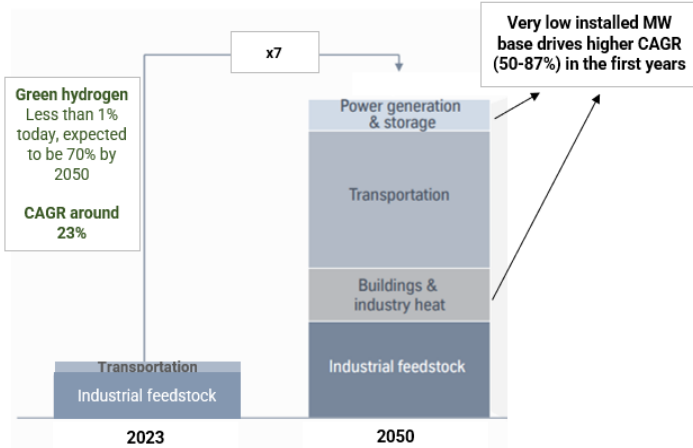 x7
Very low installed MW
base drives higher CAGR
(50-87%) in the first years
Green hydrogen
Less than 1%
today, expected
to be 70% by
2050
CAGR around
23%
Power generation
& storage
Transportation
Buildings &
industry heat
Transportation
Industrial feedstock
Industrial feedstock
2023
2050